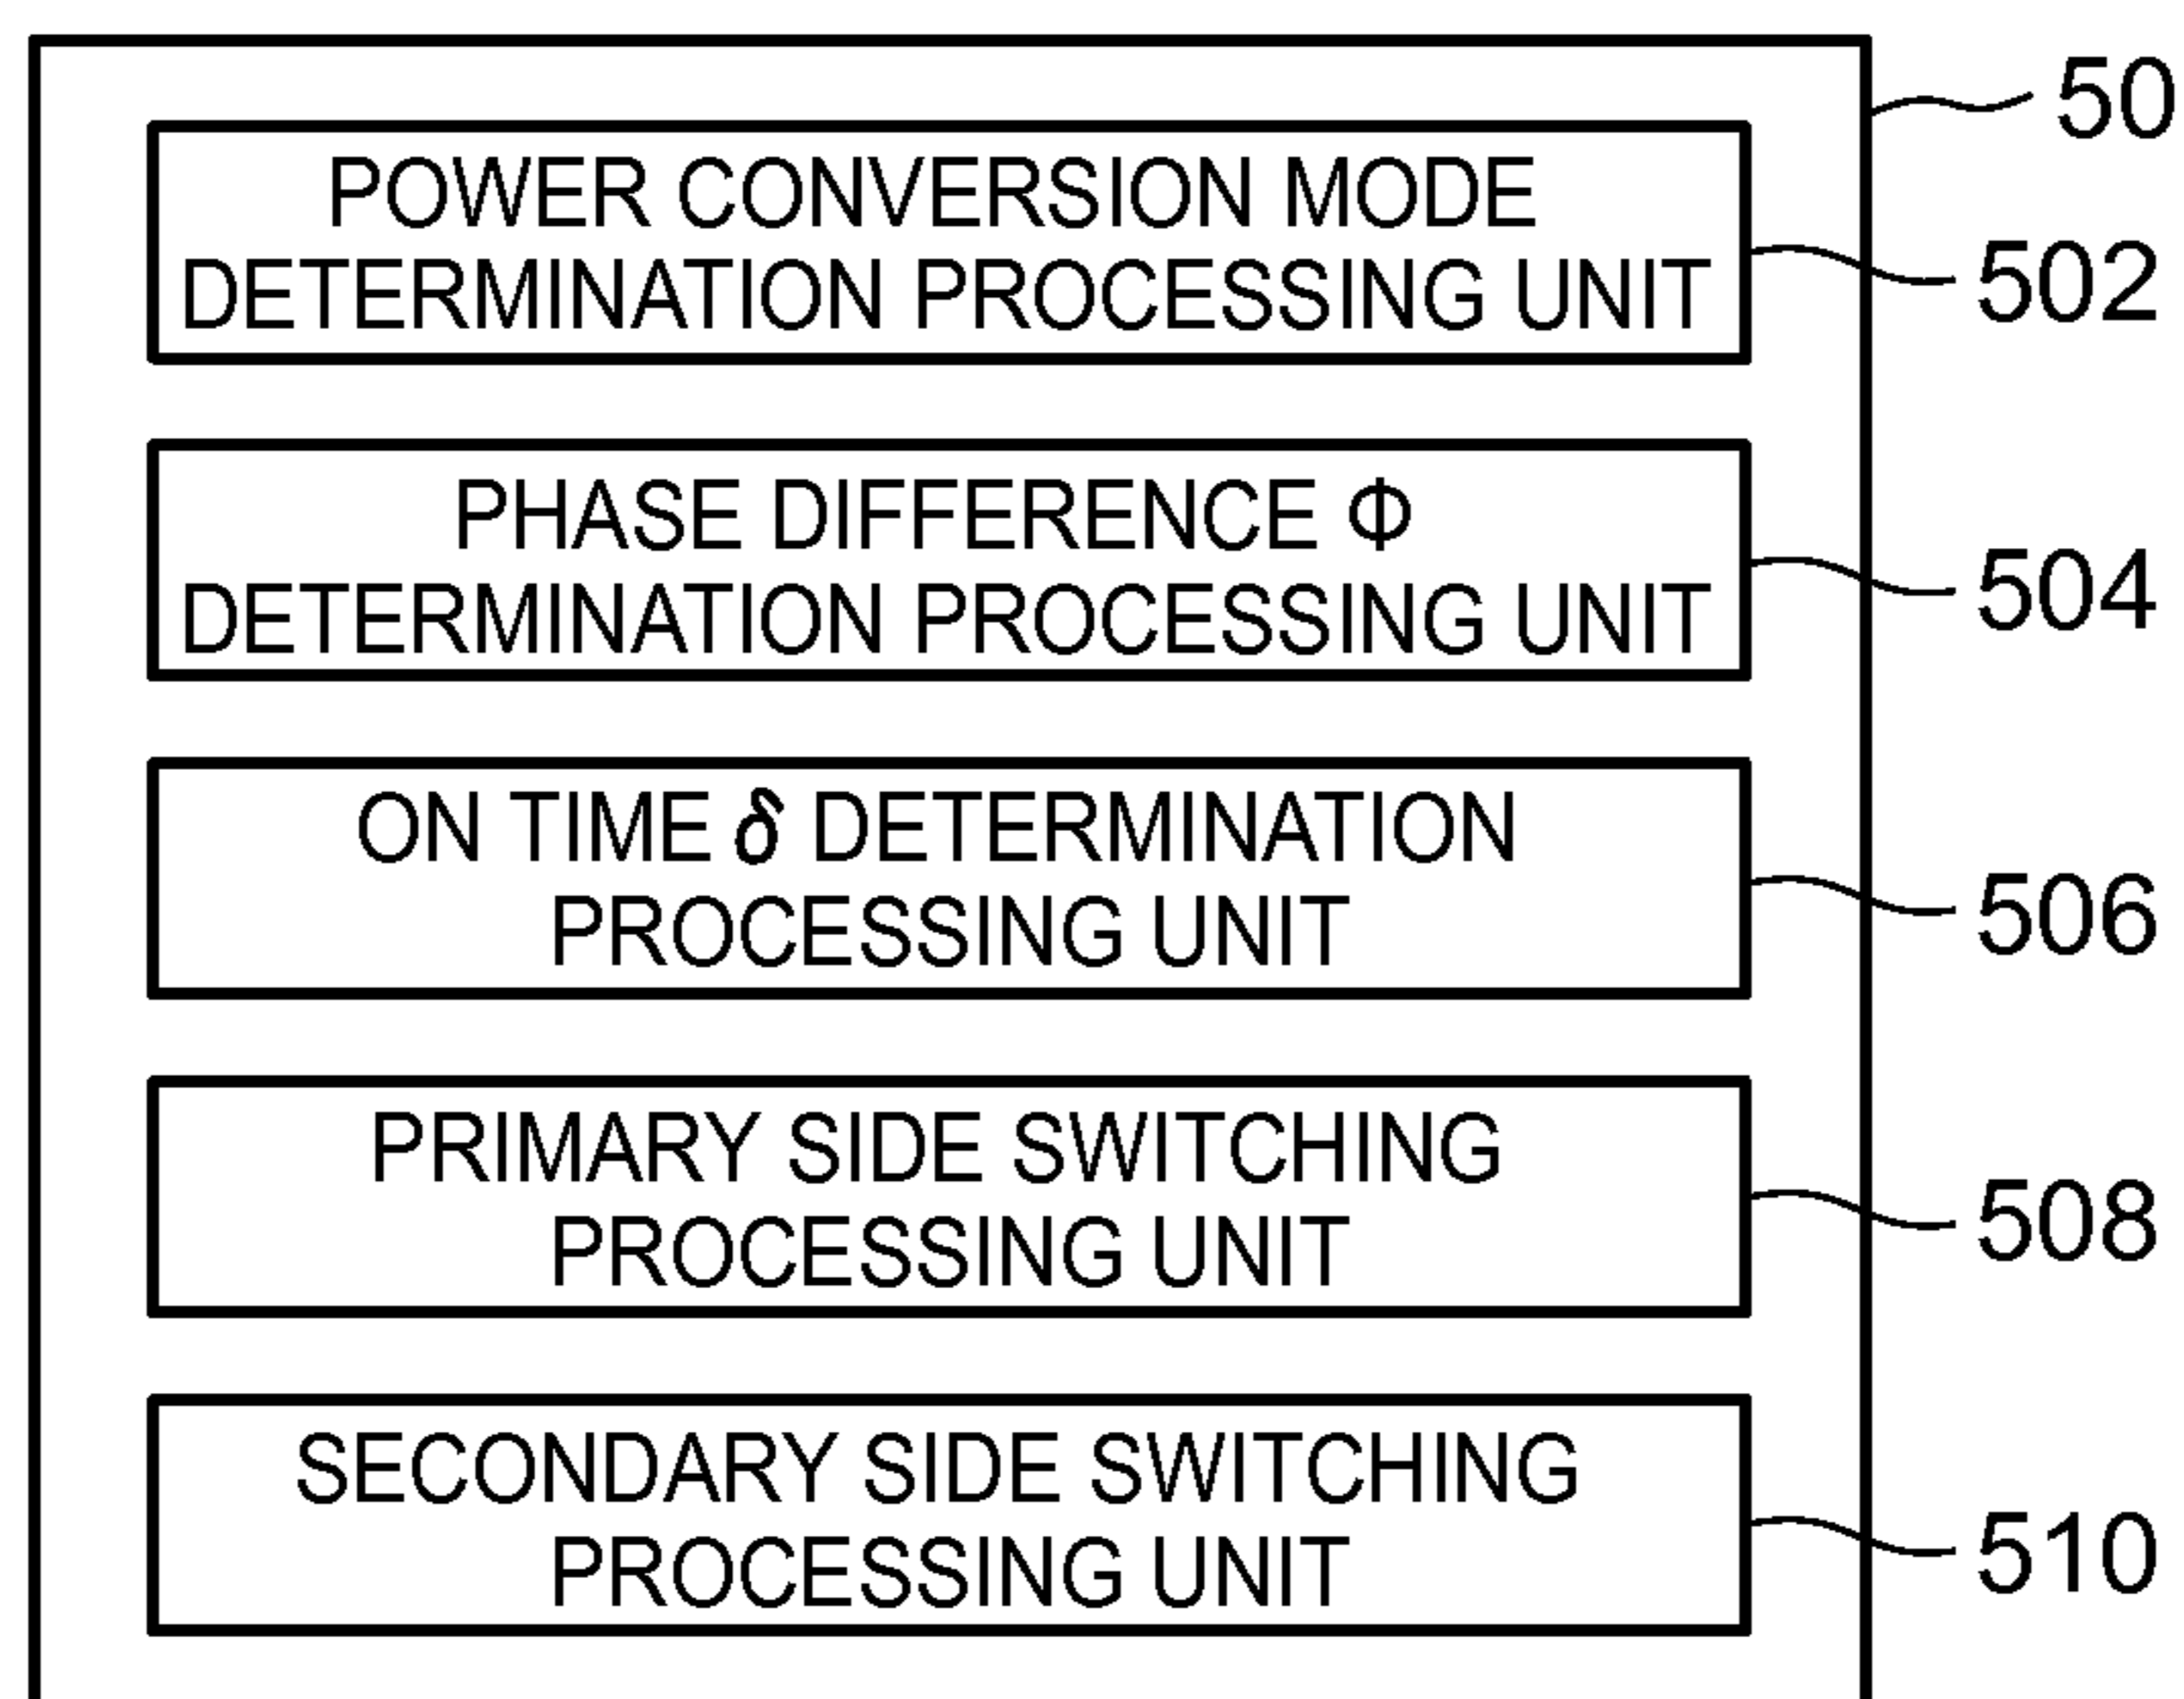 50
POWER CONVERSION MODE
DETERMINATION PROCESSING UNIT
502
PHASE DIFFERENCE Φ
DETERMINATION PROCESSING UNIT
504
ON TIME δ DETERMINATION
PROCESSING UNIT
506
PRIMARY SIDE SWITCHING
PROCESSING UNIT
508
SECONDARY SIDE SWITCHING
PROCESSING UNIT
510